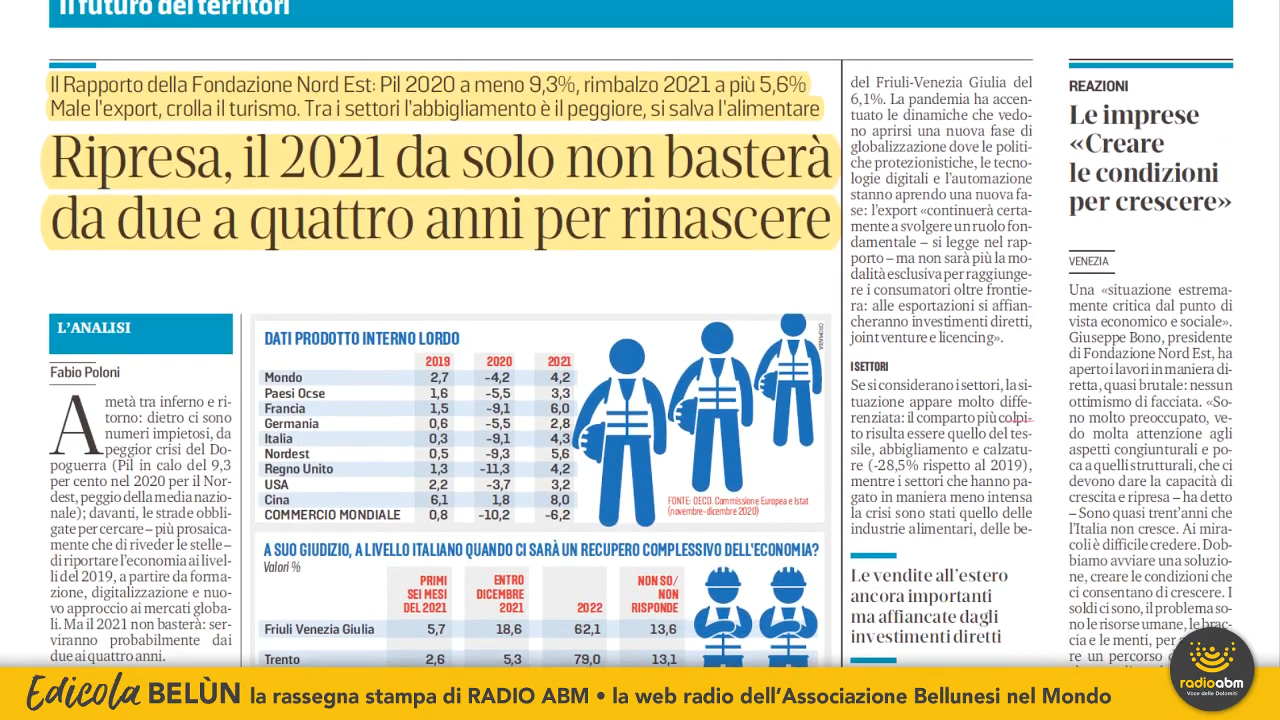 Il futuro dei territori
Il Rapporto della Fondazione Nord Est: Pil 2020 a meno 9,3%, rimbalzo 2021 a più 5,6%
Male l'export, crolla il turismo. Tra i settori l'abbigliamento è il peggiore, si salva l'alimentare
Ripresa, il 2021 da solo non basterà
da due a quattro anni per rinascere
L'ANALISI
Fabio Poloni
A metà tra inferno e ri-
torno: dietro ci sono
numeri impietosi, da
peggior crisi del Do-
poguerra (Pil in calo del 9,3
per cento nel 2020 per il Nor-
dest, peggio della media nazio-
nale); davanti, le strade obbli-
gate per cercare – più prosaica-
mente che di riveder le stelle –
di riportare l'economia ai livel-
li del 2019, a partire da forma-
zione, digitalizzazione e nuo-
vo approccio ai mercati globa-
li. Ma il 2021 non basterà: ser-
viranno probabilmente dai
due ai quattro anni.
DATI PRODOTTO INTERNO LORDO
2019 2020 2021
Mondo 2,7 -4,2 4,2
Paesi Ocse 1,6 -5,5 3,3
Francia 1,5 -9,1 6,0
Germania 0,6 -5,5 2,8
Italia 0,3 -9,1 4,3
Nordest 0,5 -9,3 5,6
Regno Unito 1,3 -11,3 4,2
USA 2,2 -3,7 3,2
Cina 6,1 1,8 8,0
COMMERCIO MONDIALE 0,8 -10,2 -6,2
FONTE: OECD. Commissione Europea e Istat
(novembre-dicembre 2020)
A SUO GIUDIZIO, A LIVELLO ITALIANO QUANDO CI SARÀ UN RECUPERO COMPLESSIVO DELL'ECONOMIA?
Valori %
PRIMI
SEI MESI
DEL 2021
ENTRO
DICEMBRE
2021
2022
NON SO/
NON
RISPONDE
Friuli Venezia Giulia 5,7 18,6 62,1 13,6
Trento 2,6 5,3 79,0 13,1
del Friuli-Venezia Giulia del
6,1%. La pandemia ha accen-
tuato le dinamiche che vedo-
no aprirsi una nuova fase di
globalizzazione dove le politi-
che protezionistiche, le tecno-
logie digitali e l'automazione
stanno aprendo una nuova fa-
se: l'export «continuerà certa-
mente a svolgere un ruolo fon-
damentale – si legge nel rap-
porto – ma non sarà più la mo-
dalità esclusiva per raggiunge-
re i consumatori oltre frontie-
ra: alle esportazioni si affian-
cheranno investimenti diretti,
joint venture e licencing».
I SETTORI
Se si considerano i settori, la si-
tuazione appare molto diffe-
renziata: il comparto più colpi-
to risulta essere quello del tes-
sile, abbigliamento e calzatu-
re (-28,5% rispetto al 2019),
mentre i settori che hanno pa-
gato in maniera meno intensa
la crisi sono stati quello delle
industrie alimentari, delle be-
Le vendite all'estero
ancora importanti
ma affiancate dagli
investimenti diretti
REAZIONI
Le imprese
«Creare
le condizioni
per crescere»
VENEZIA
Una «situazione estrema-
mente critica dal punto di
vista economico e sociale».
Giuseppe Bono, presidente
di Fondazione Nord Est, ha
aperto i lavori in maniera di-
retta, quasi brutale: nessun
ottimismo di facciata. «So-
no molto preoccupato, ve-
do molta attenzione agli
aspetti congiunturali e po-
ca a quelli strutturali, che ci
devono dare la capacità di
crescita e ripresa – ha detto
– Sono quasi trent'anni che
l'Italia non cresce. Ai mira-
coli è difficile credere. Dob-
biamo avviare una soluzio-
ne, creare le condizioni che
ci consentano di crescere. I
soldi ci sono, il problema so-
no le risorse umane, le brac-
cia e le menti, per
re un percorso
Edicola BELÙN la rassegna stampa di RADIO ABM • la web radio dell'Associazione Bellunesi nel Mondo
radioabm
Voce delle Dolomiti